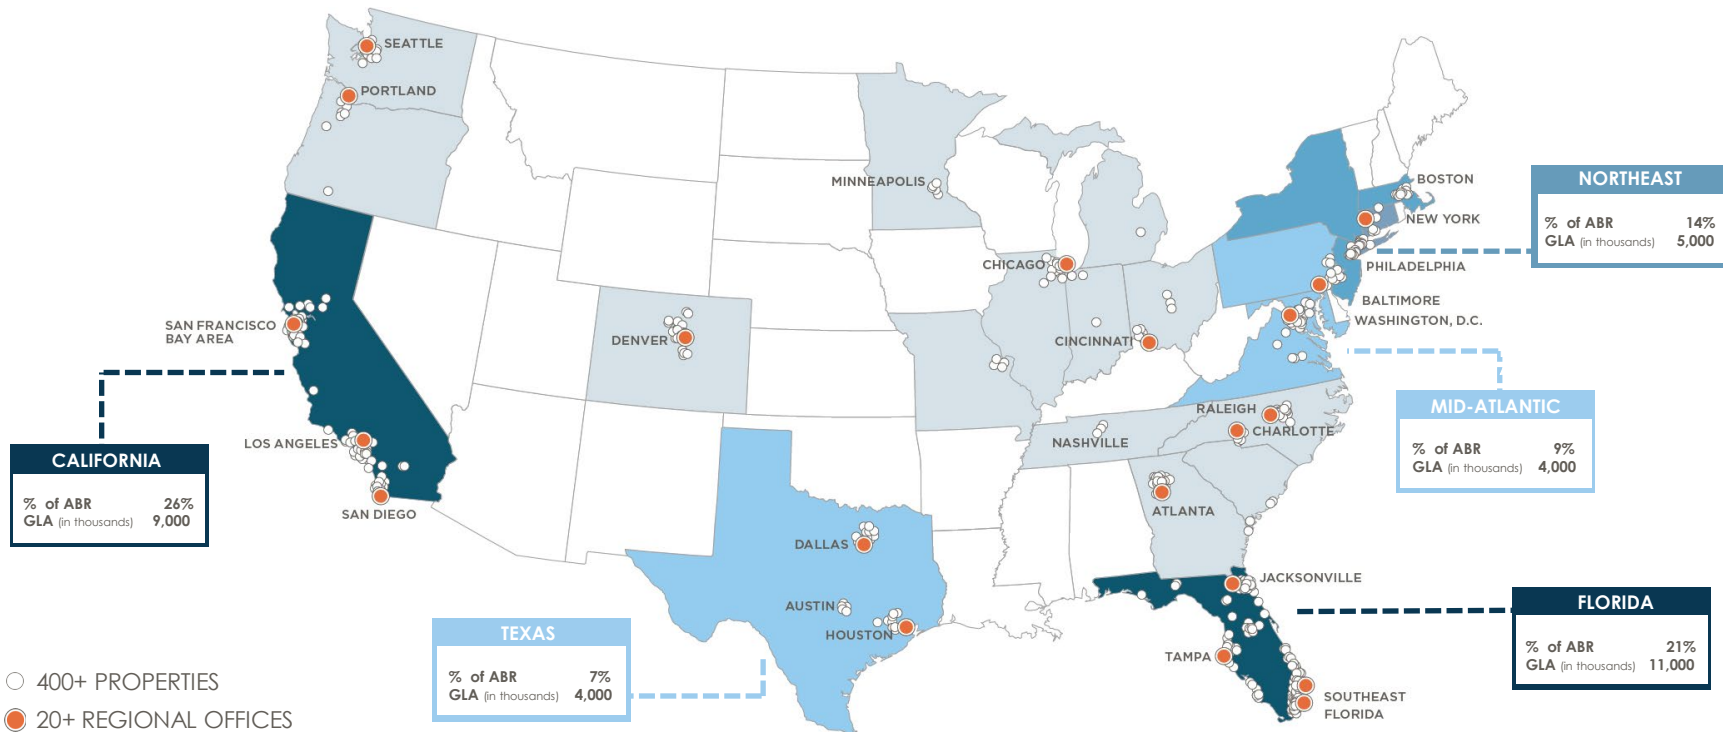 SEATTLE
PORTLAND
MINNEAPOLIS
BOSTON
NEW YORK
CHICAGO
PHILADELPHIA
BALTIMORE
WASHINGTON, D.C.
SAN FRANCISCO
BAY AREA
DENVER
CINCINNATI
RALEIGH
CHARLOTTE
NASHVILLE
LOS ANGELES
SAN DIEGO
ATLANTA
DALLAS
AUSTIN
HOUSTON
JACKSONVILLE
TAMPA
SOUTHEAST
FLORIDA
NORTHEAST
% of ABR 14%
GLA (in thousands) 5,000
MID-ATLANTIC
% of ABR 9%
GLA (in thousands) 4,000
CALIFORNIA
% of ABR 26%
GLA (in thousands) 9,000
FLORIDA
% of ABR 21%
GLA (in thousands) 11,000
TEXAS
% of ABR 7%
GLA (in thousands) 4,000
400+ PROPERTIES
20+ REGIONAL OFFICES